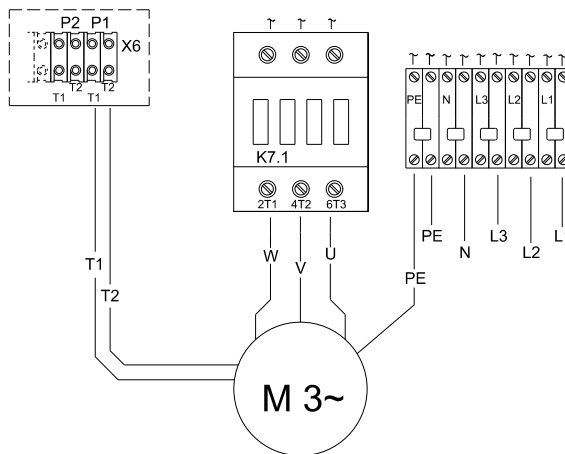 P2 P1
X6
T2 T2
T1 T1
K7.1
2T1 4T2 6T3
PE N L3 L2 L1
W V U
PE N L3 L2
PE
T1
T2
M 3~